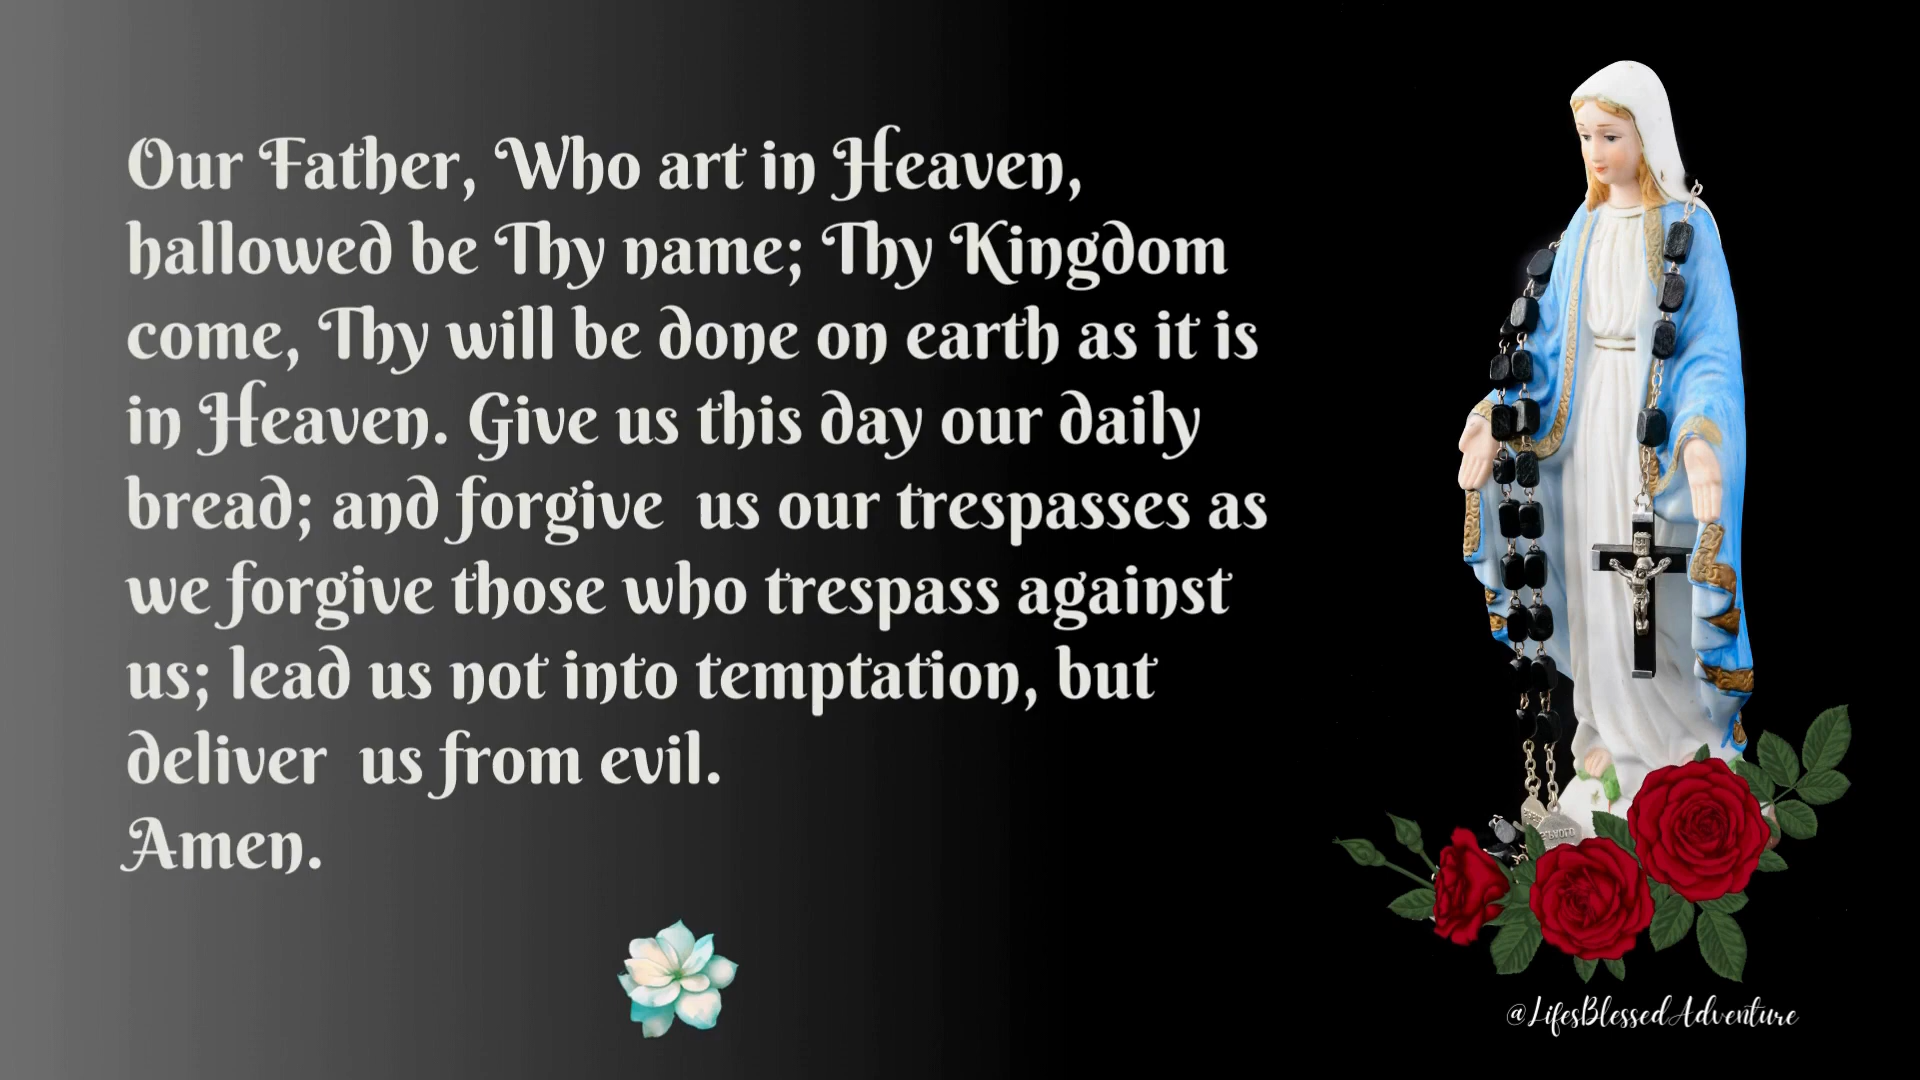 Our Father, Who art in Heaven,
hallowed be Thy name; Thy Kingdom
come, Thy will be done on earth as it is
in Heaven. Give us this day our daily
bread; and forgive  us our trespasses as
we forgive those who trespass against
us; lead us not into temptation, but
deliver  us from evil.
Amen.
@LifesBlessedAdventure